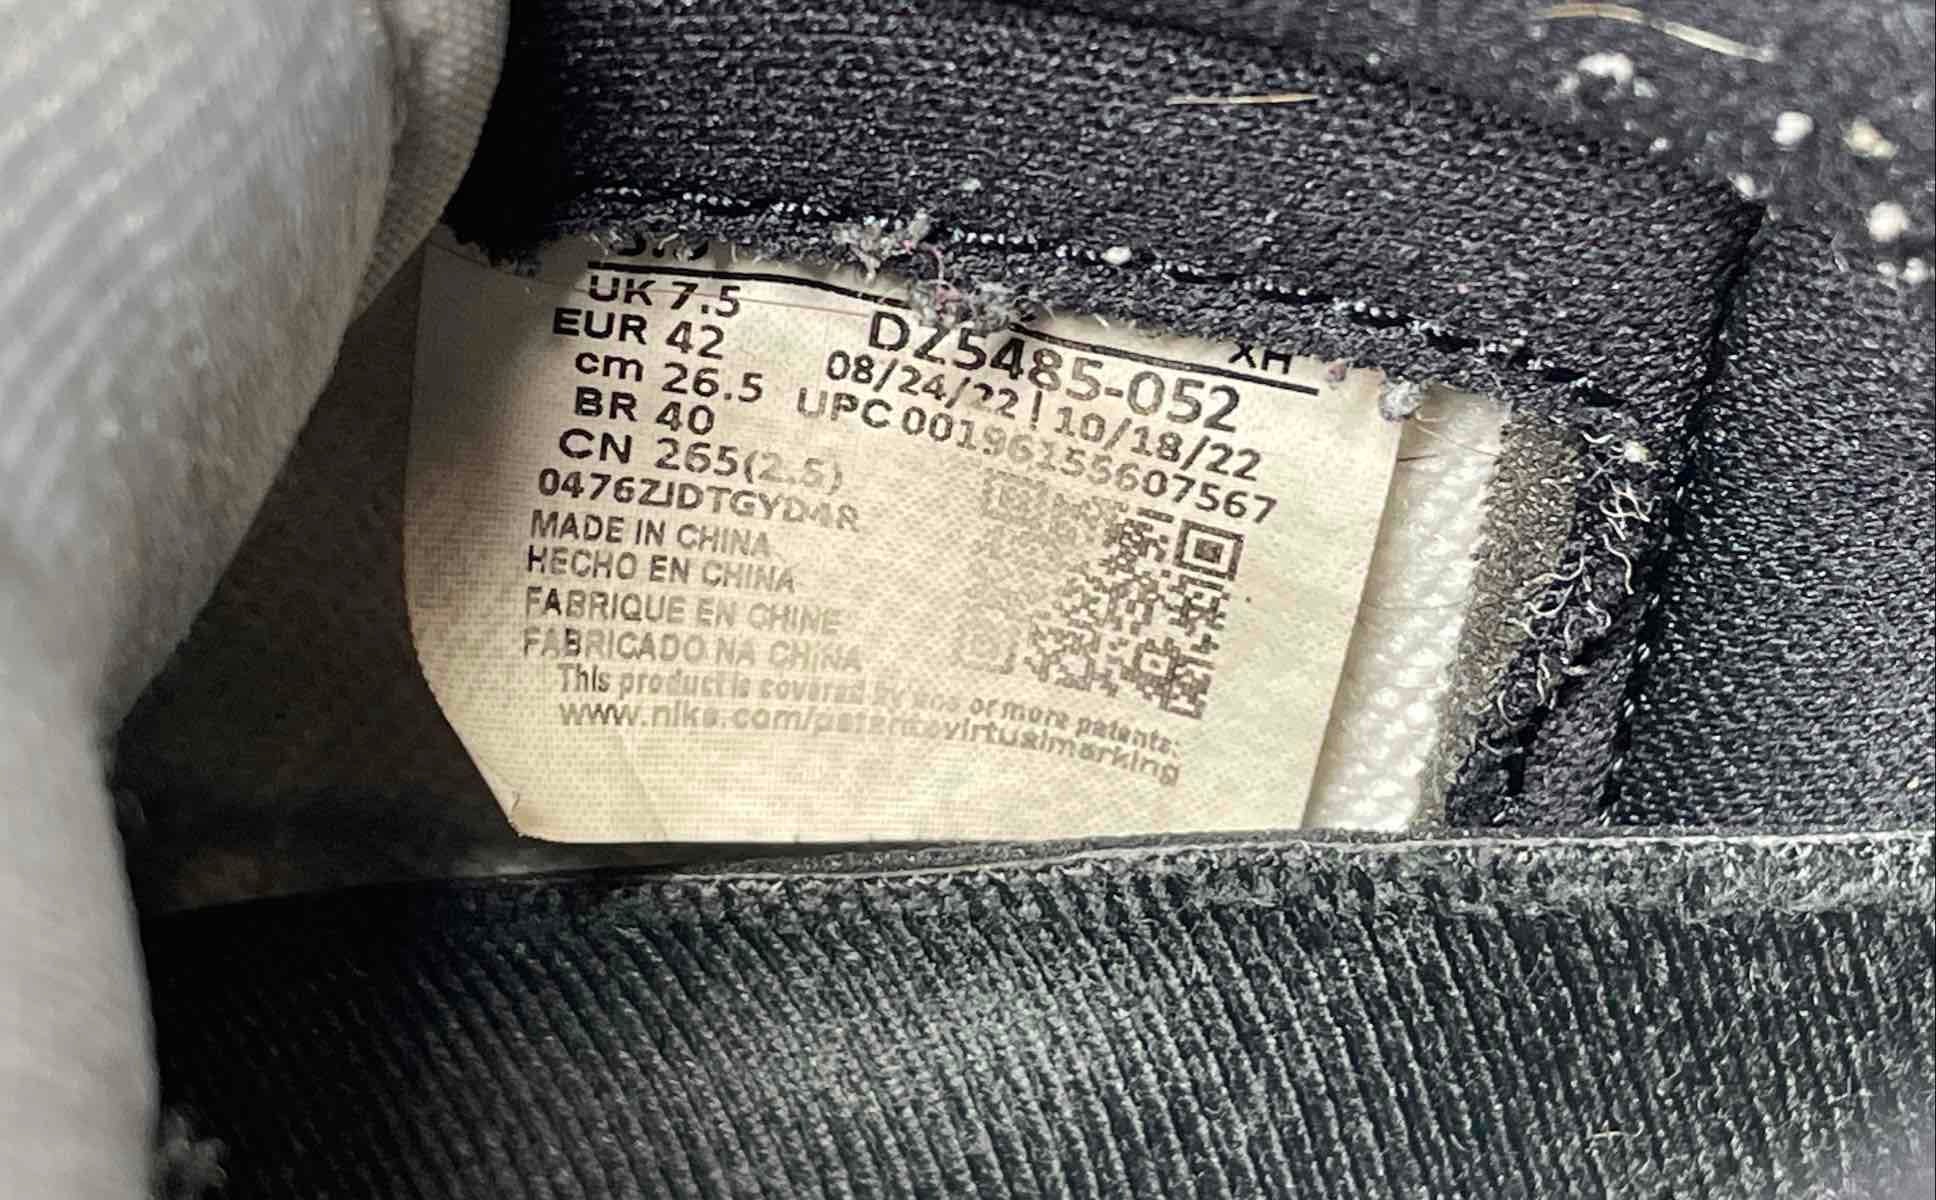 UK 7.5
EUR 42
cm 26.5
BR 40
CN 265(2.5)
XH
DZ5485-052
08/24/22 ! 10/18/22
UPC 00196155607567
0476ZJDTGYD4R
MADE IN CHINA
HECHO EN CHINA
FABRIQUE EN CHINE
FABRICADO NA CHINA
This product is covered by one or more patents:
www.nike.com/patentsvirtualmarking